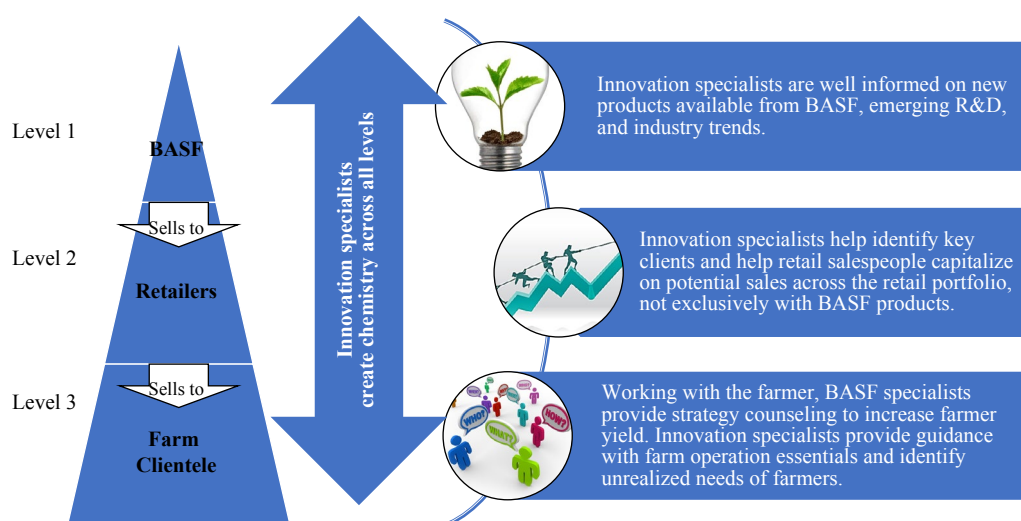 Level 1
BASF
Sells to
Level 2
Retailers
Sells to
Level 3
Farm
Clientele
Innovation specialists
create chemistry across all levels
Innovation specialists are well informed on new
products available from BASF, emerging R&D,
and industry trends.
Innovation specialists help identify key
clients and help retail salespeople capitalize
on potential sales across the retail portfolio,
not exclusively with BASF products.
WHO?
WHAT?
HOW?
Working with the farmer, BASF specialists
provide strategy counseling to increase farmer
yield. Innovation specialists provide guidance
with farm operation essentials and identify
unrealized needs of farmers.